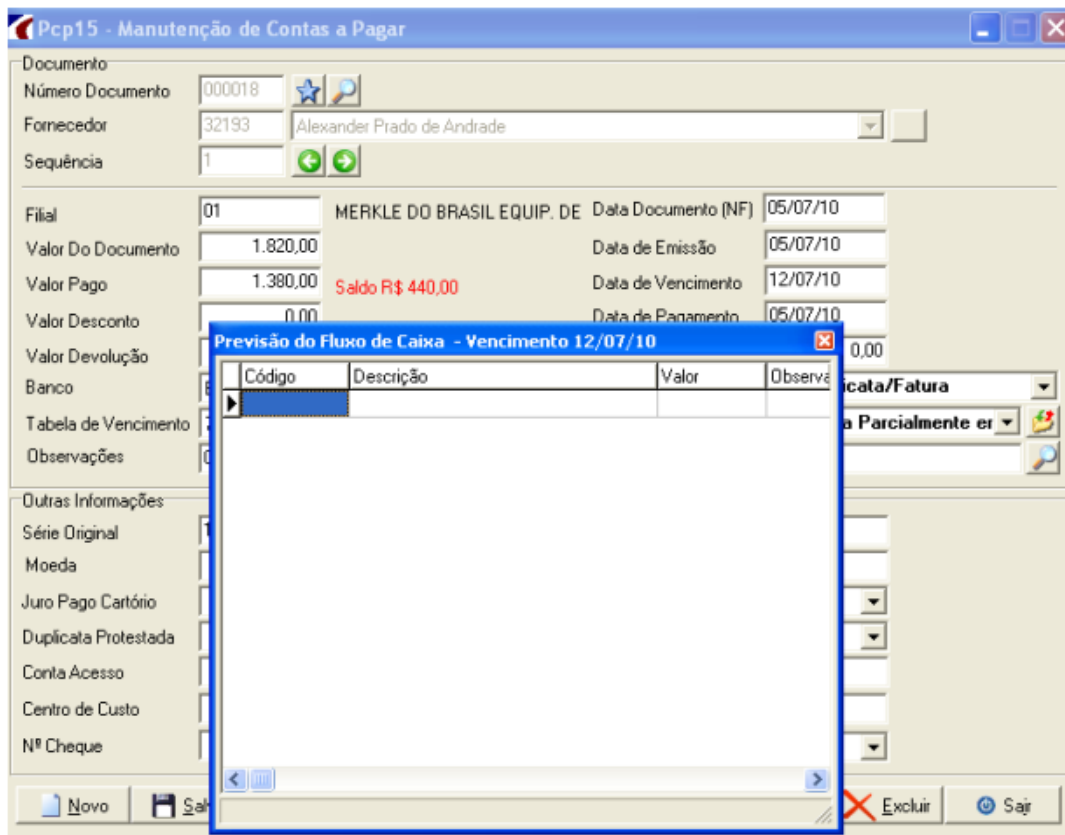 Pcp15 - Manutenção de Contas a Pagar
Documento
Número Documento 000018
Fornecedor 32193 Alexander Prado de Andrade
Sequência 1
Filial 01 MERKLE DO BRASIL EQUIP. DE Data Documento (NF) 05/07/10
Valor Do Documento 1.820,00 Data de Emissão 05/07/10
Valor Pago 1.380,00 Saldo R$ 440,00 Data de Vencimento 12/07/10
Valor Desconto 0,00 Data de Pagamento 05/07/10
Previsão do Fluxo de Caixa - Vencimento 12/07/10
Valor Devolução 0,00
Código Descrição Valor Observa
Banco icata/Fatura
Tabela de Vencimento 7 a Parcialmente er
Observações
Outras Informações
Série Original 1
Moeda
Juro Pago Cartório
Duplicata Protestada
Conta Acesso
Centro de Custo
Nº Cheque
Novo Sal Excluir Sair